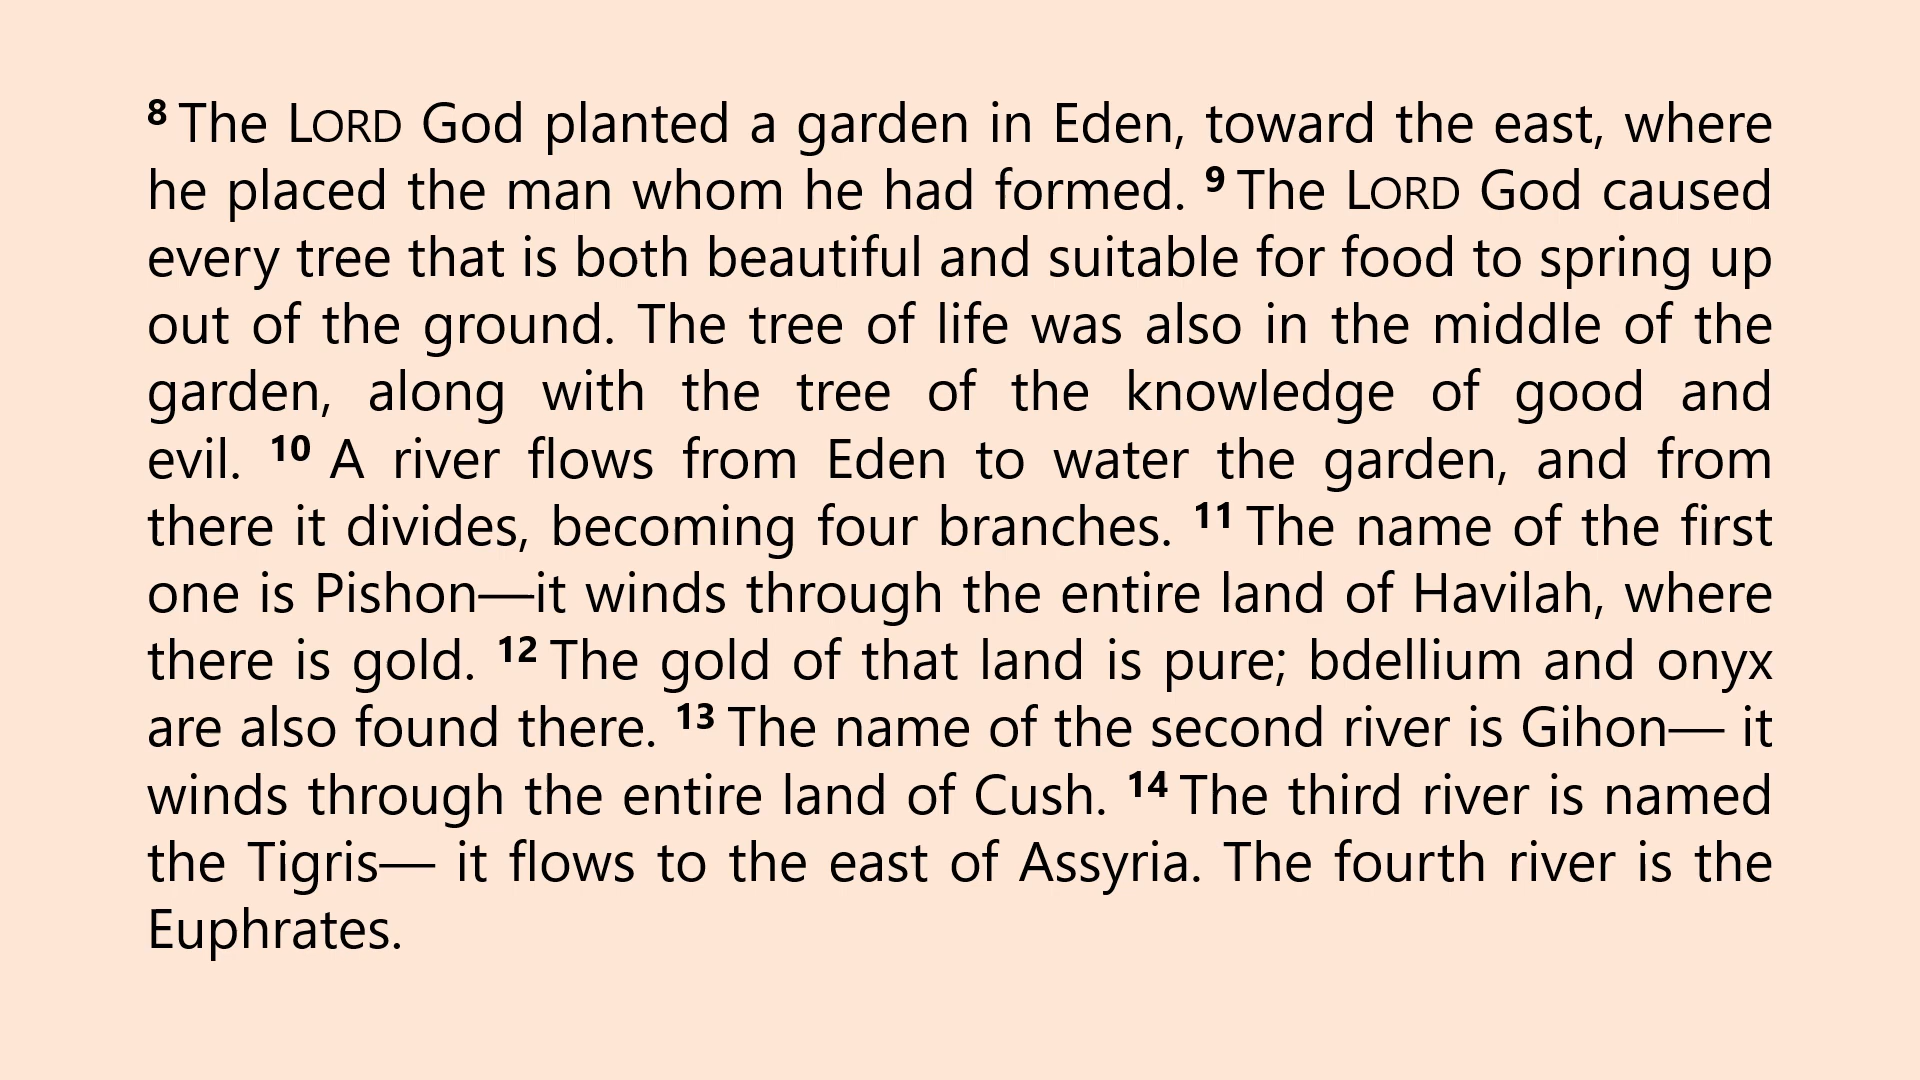 8 The LORD God planted a garden in Eden, toward the east, where
he placed the man whom he had formed. 9 The LORD God caused
every tree that is both beautiful and suitable for food to spring up
out of the ground. The tree of life was also in the middle of the
garden, along with the tree of the knowledge of good and
evil. 10 A river flows from Eden to water the garden, and from
there it divides, becoming four branches. 11 The name of the first
one is Pishon—it winds through the entire land of Havilah, where
there is gold. 12 The gold of that land is pure; bdellium and onyx
are also found there. 13 The name of the second river is Gihon— it
winds through the entire land of Cush. 14 The third river is named
the Tigris— it flows to the east of Assyria. The fourth river is the
Euphrates.